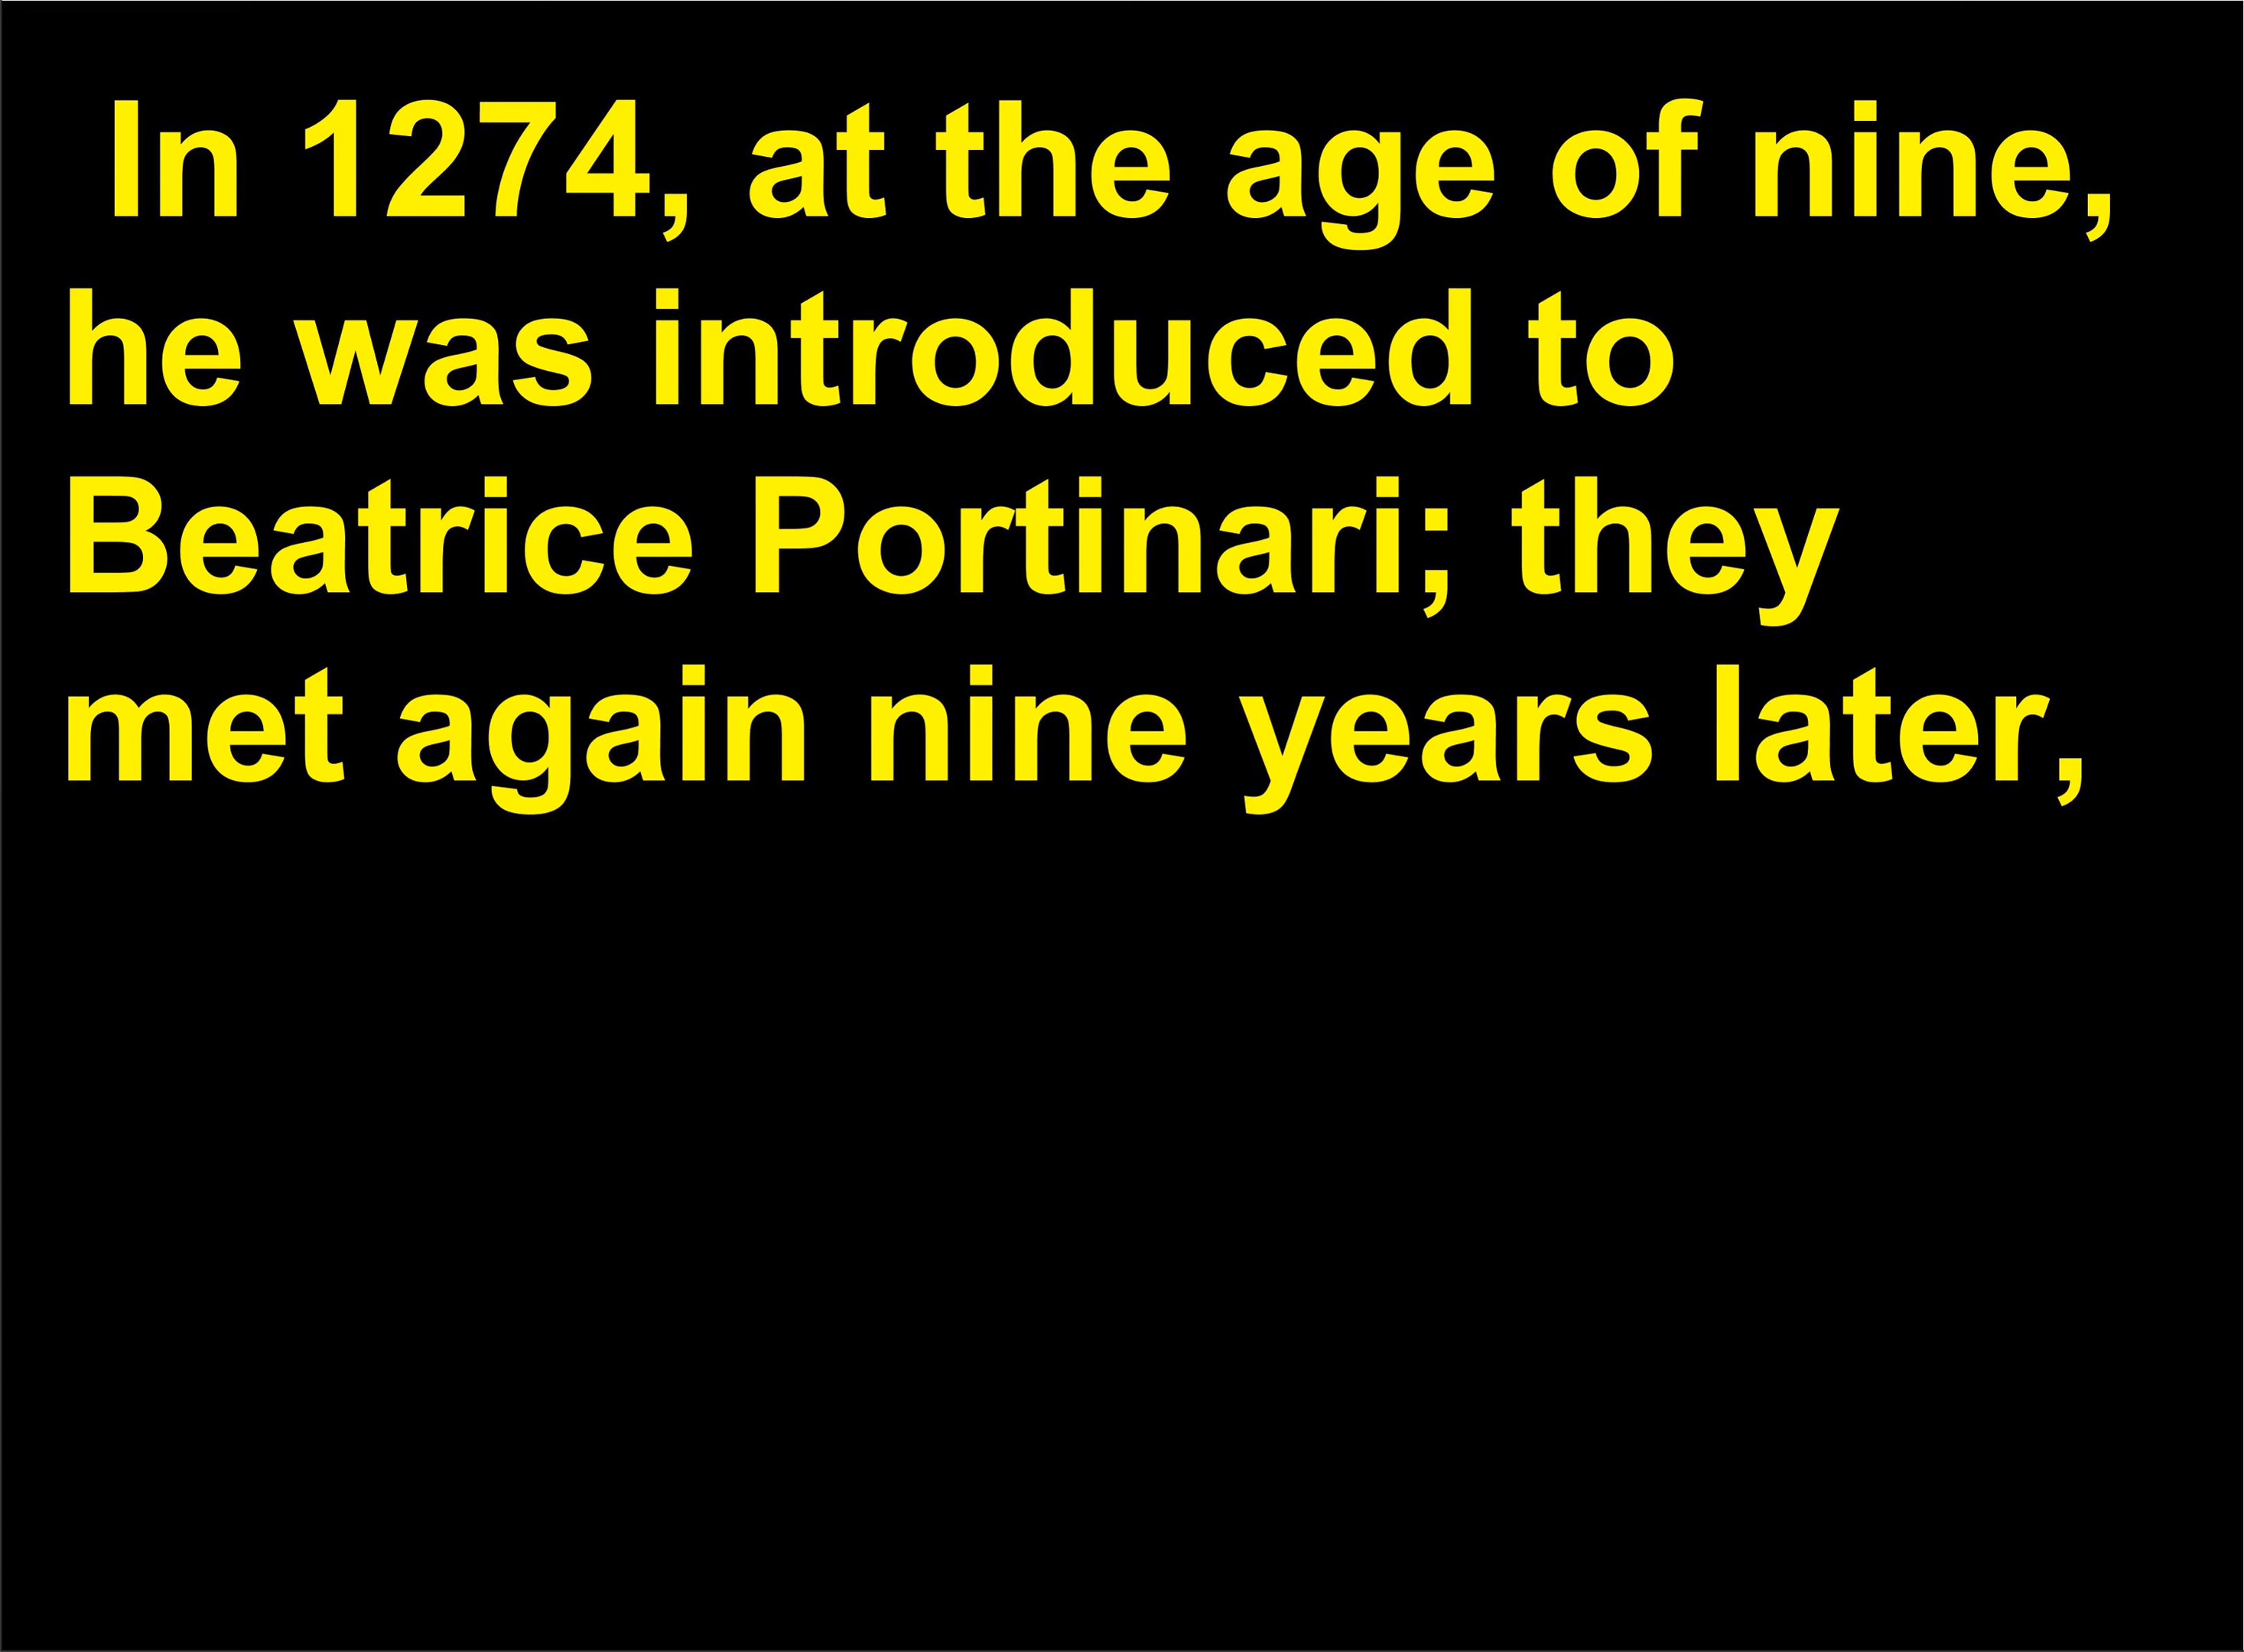 In 1274, at the age of nine,
he was introduced to
Beatrice Portinari; they
met again nine years later,